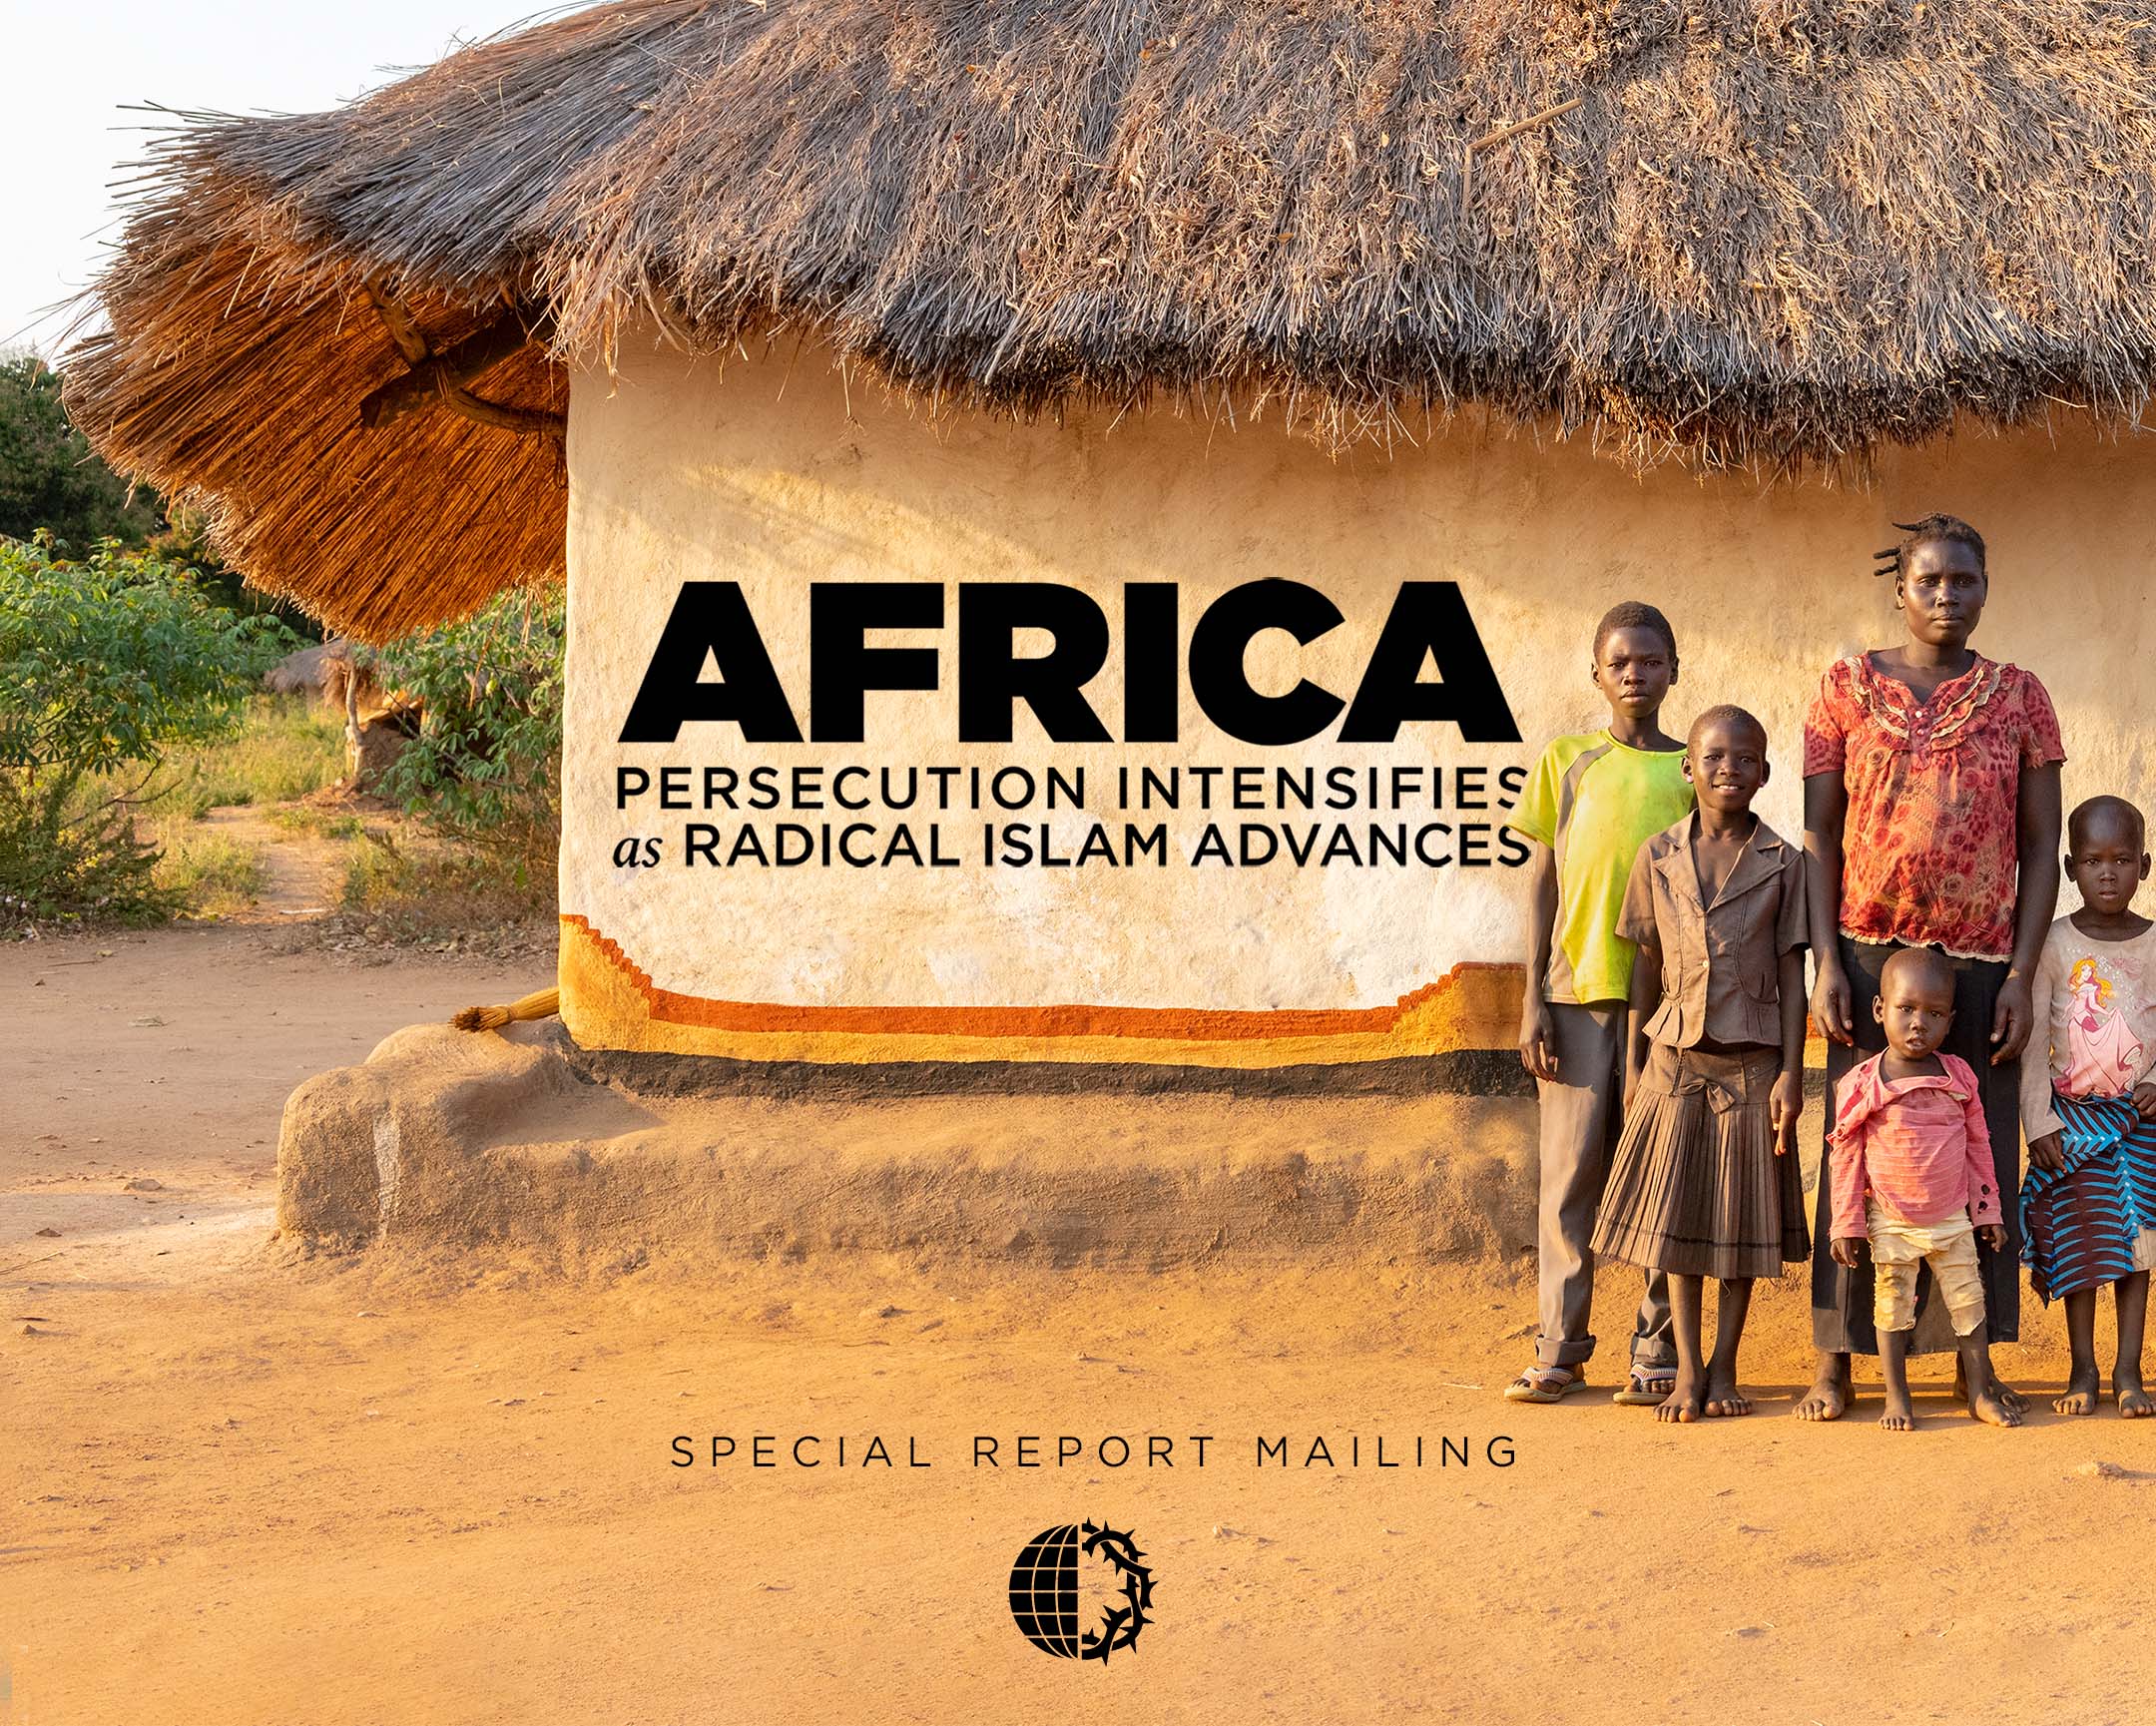 AFRICA
PERSECUTION INTENSIFIES
as RADICAL ISLAM ADVANCES
SPECIAL REPORT MAILING